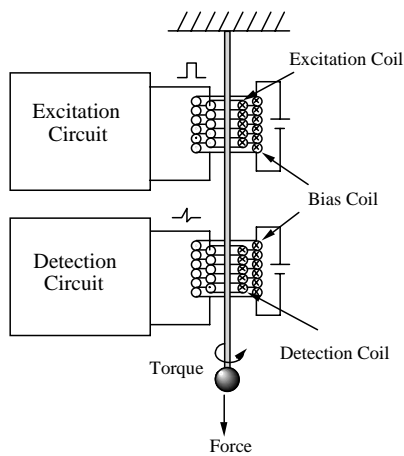 Excitation Coil
Excitation
Circuit
Bias Coil
Detection
Circuit
Detection Coil
Torque
Force